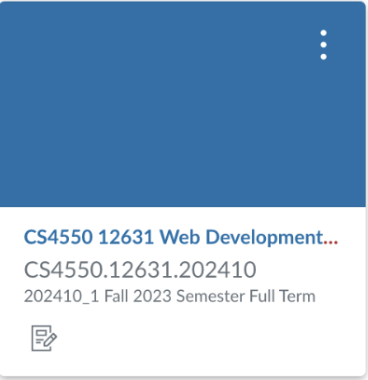 CS4550 12631 Web Development...
CS4550.12631.202410
202410_1 Fall 2023 Semester Full Term